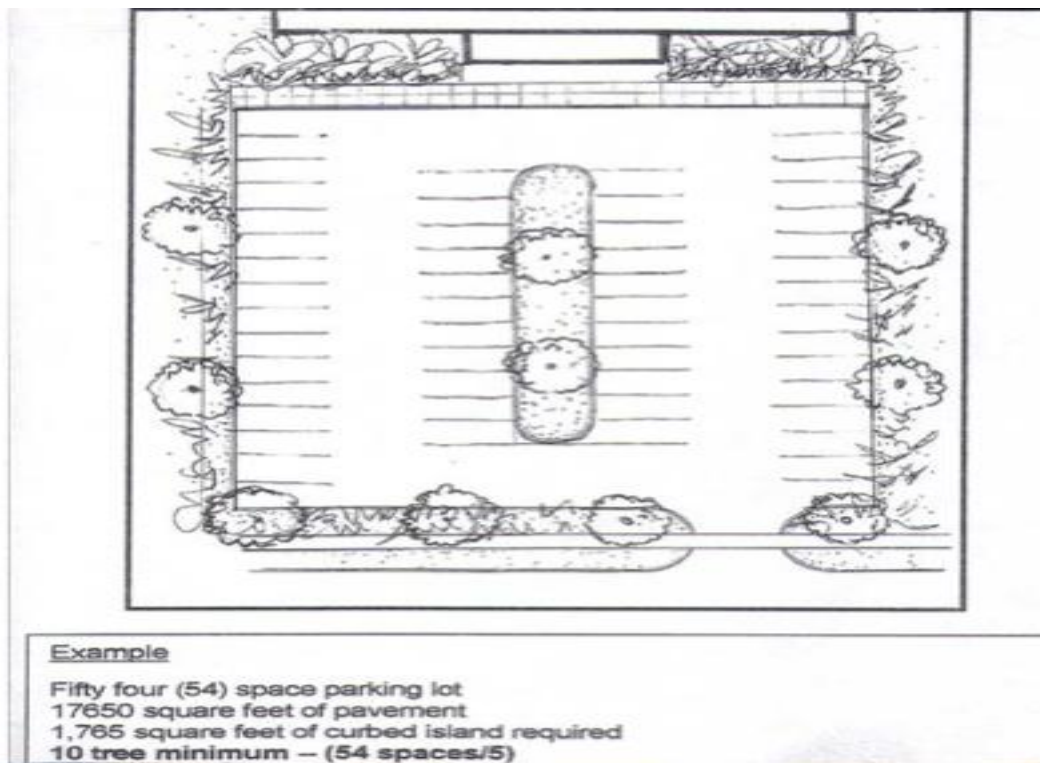 Example
Fifty four (54) space parking lot
17650 square feet of pavement
1,765 square feet of curbed island required
10 tree minimum – (54 spaces/5)